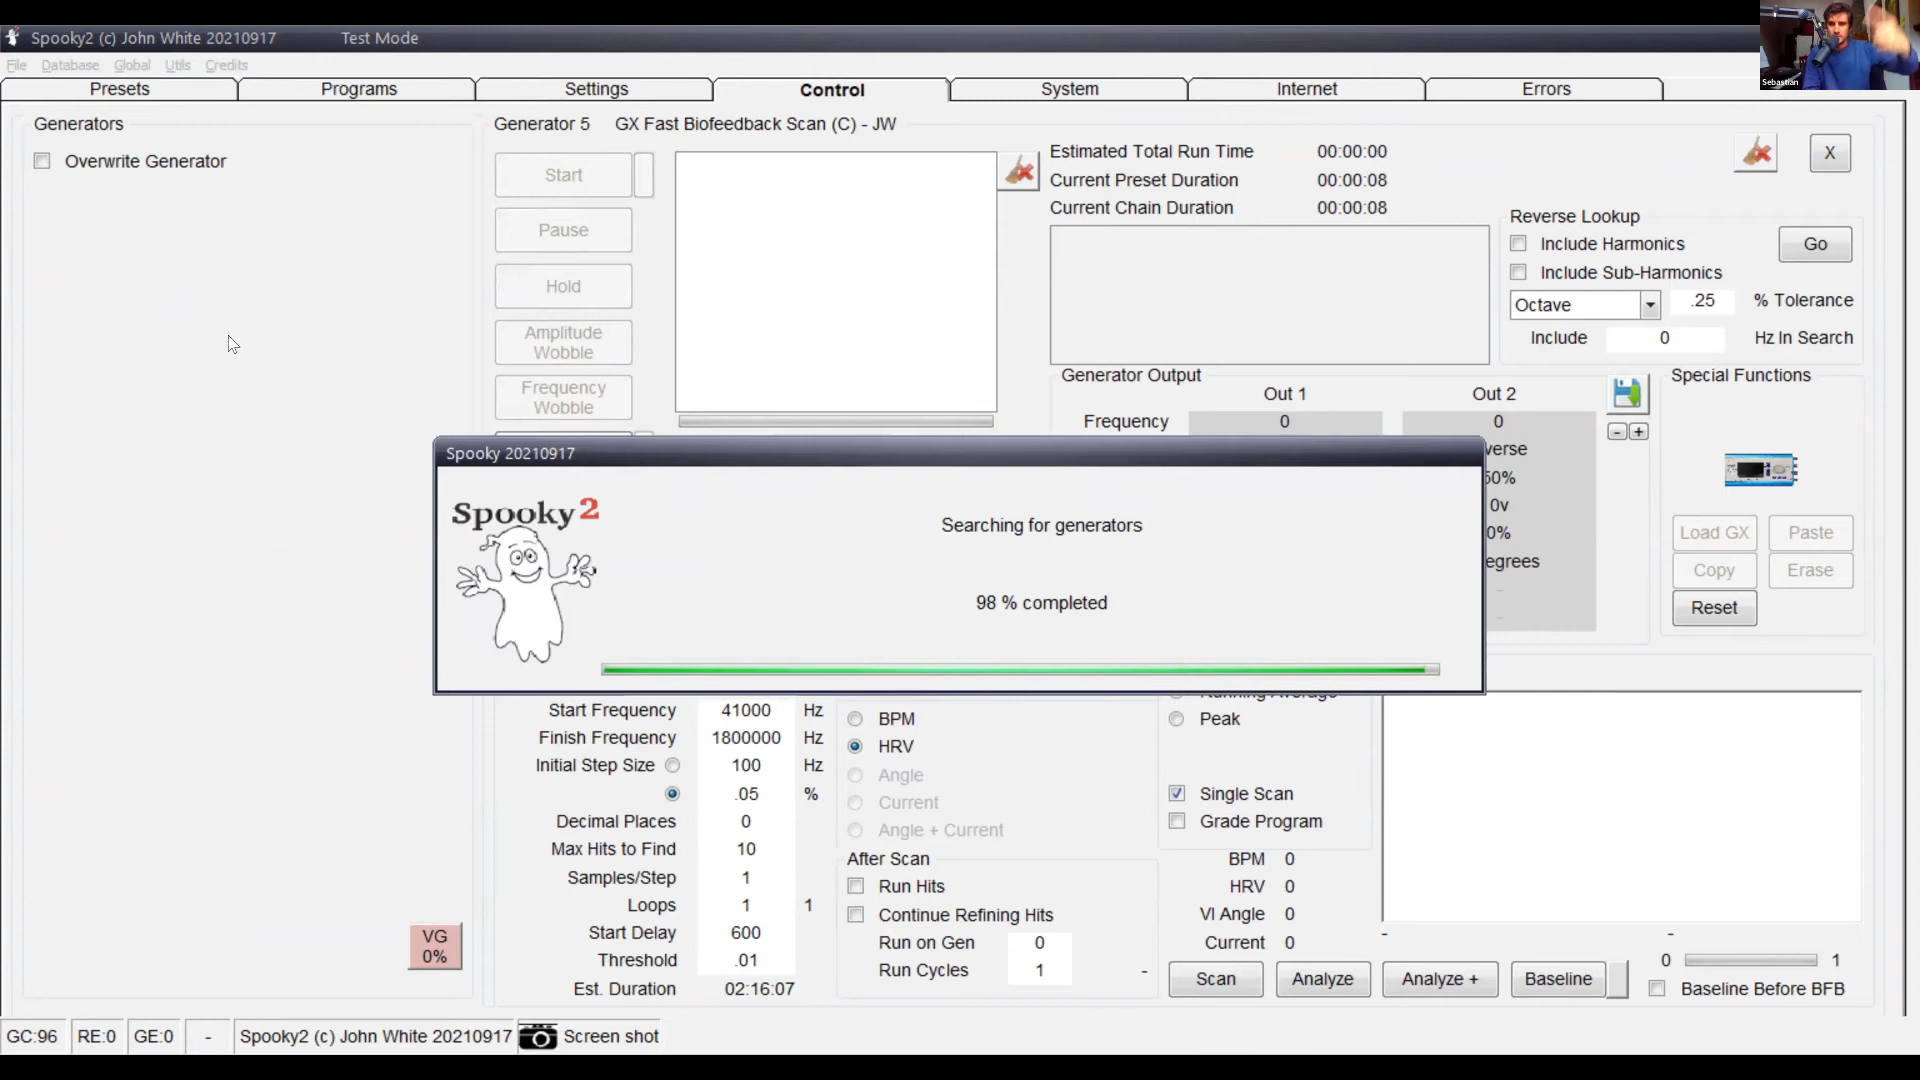 Spooky2 (c) John White 20210917 Test Mode
Sebastian
File Database Global Utils Credits
Presets Programs Settings Control System Internet Errors
Generators
Overwrite Generator
VG
0%
Generator 5 GX Fast Biofeedback Scan (C) - JW
Start
Pause
Hold
Amplitude
Wobble
Frequency
Wobble
Estimated Total Run Time 00:00:00
Current Preset Duration 00:00:08
Current Chain Duration 00:00:08
X
Reverse Lookup
Include Harmonics Go
Include Sub-Harmonics
Octave .25 % Tolerance
Include 0 Hz In Search
Generator Output
Out 1 Out 2
Frequency 0 0
verse
0v
egrees
-
-
- +
Special Functions
Load GX Paste
Copy Erase
Reset
Spooky 20210917
Spooky2
Searching for generators
98 % completed
Start Frequency 41000 Hz
Finish Frequency 1800000 Hz
Initial Step Size 100 Hz
.05 %
Decimal Places 0
Max Hits to Find 10
Samples/Step 1
Loops 1 1
Start Delay 600
Threshold .01
Est. Duration 02:16:07
BPM
HRV
Angle
Current
Angle + Current
After Scan
Run Hits
Continue Refining Hits
Run on Gen 0
Run Cycles 1 -
Running Average
Peak
Single Scan
Grade Program
BPM 0
HRV 0
VI Angle 0
Current 0
- -
0 1
Scan Analyze Analyze + Baseline
Baseline Before BFB
GC:96 RE:0 GE:0 - Spooky2 (c) John White 20210917 Screen shot